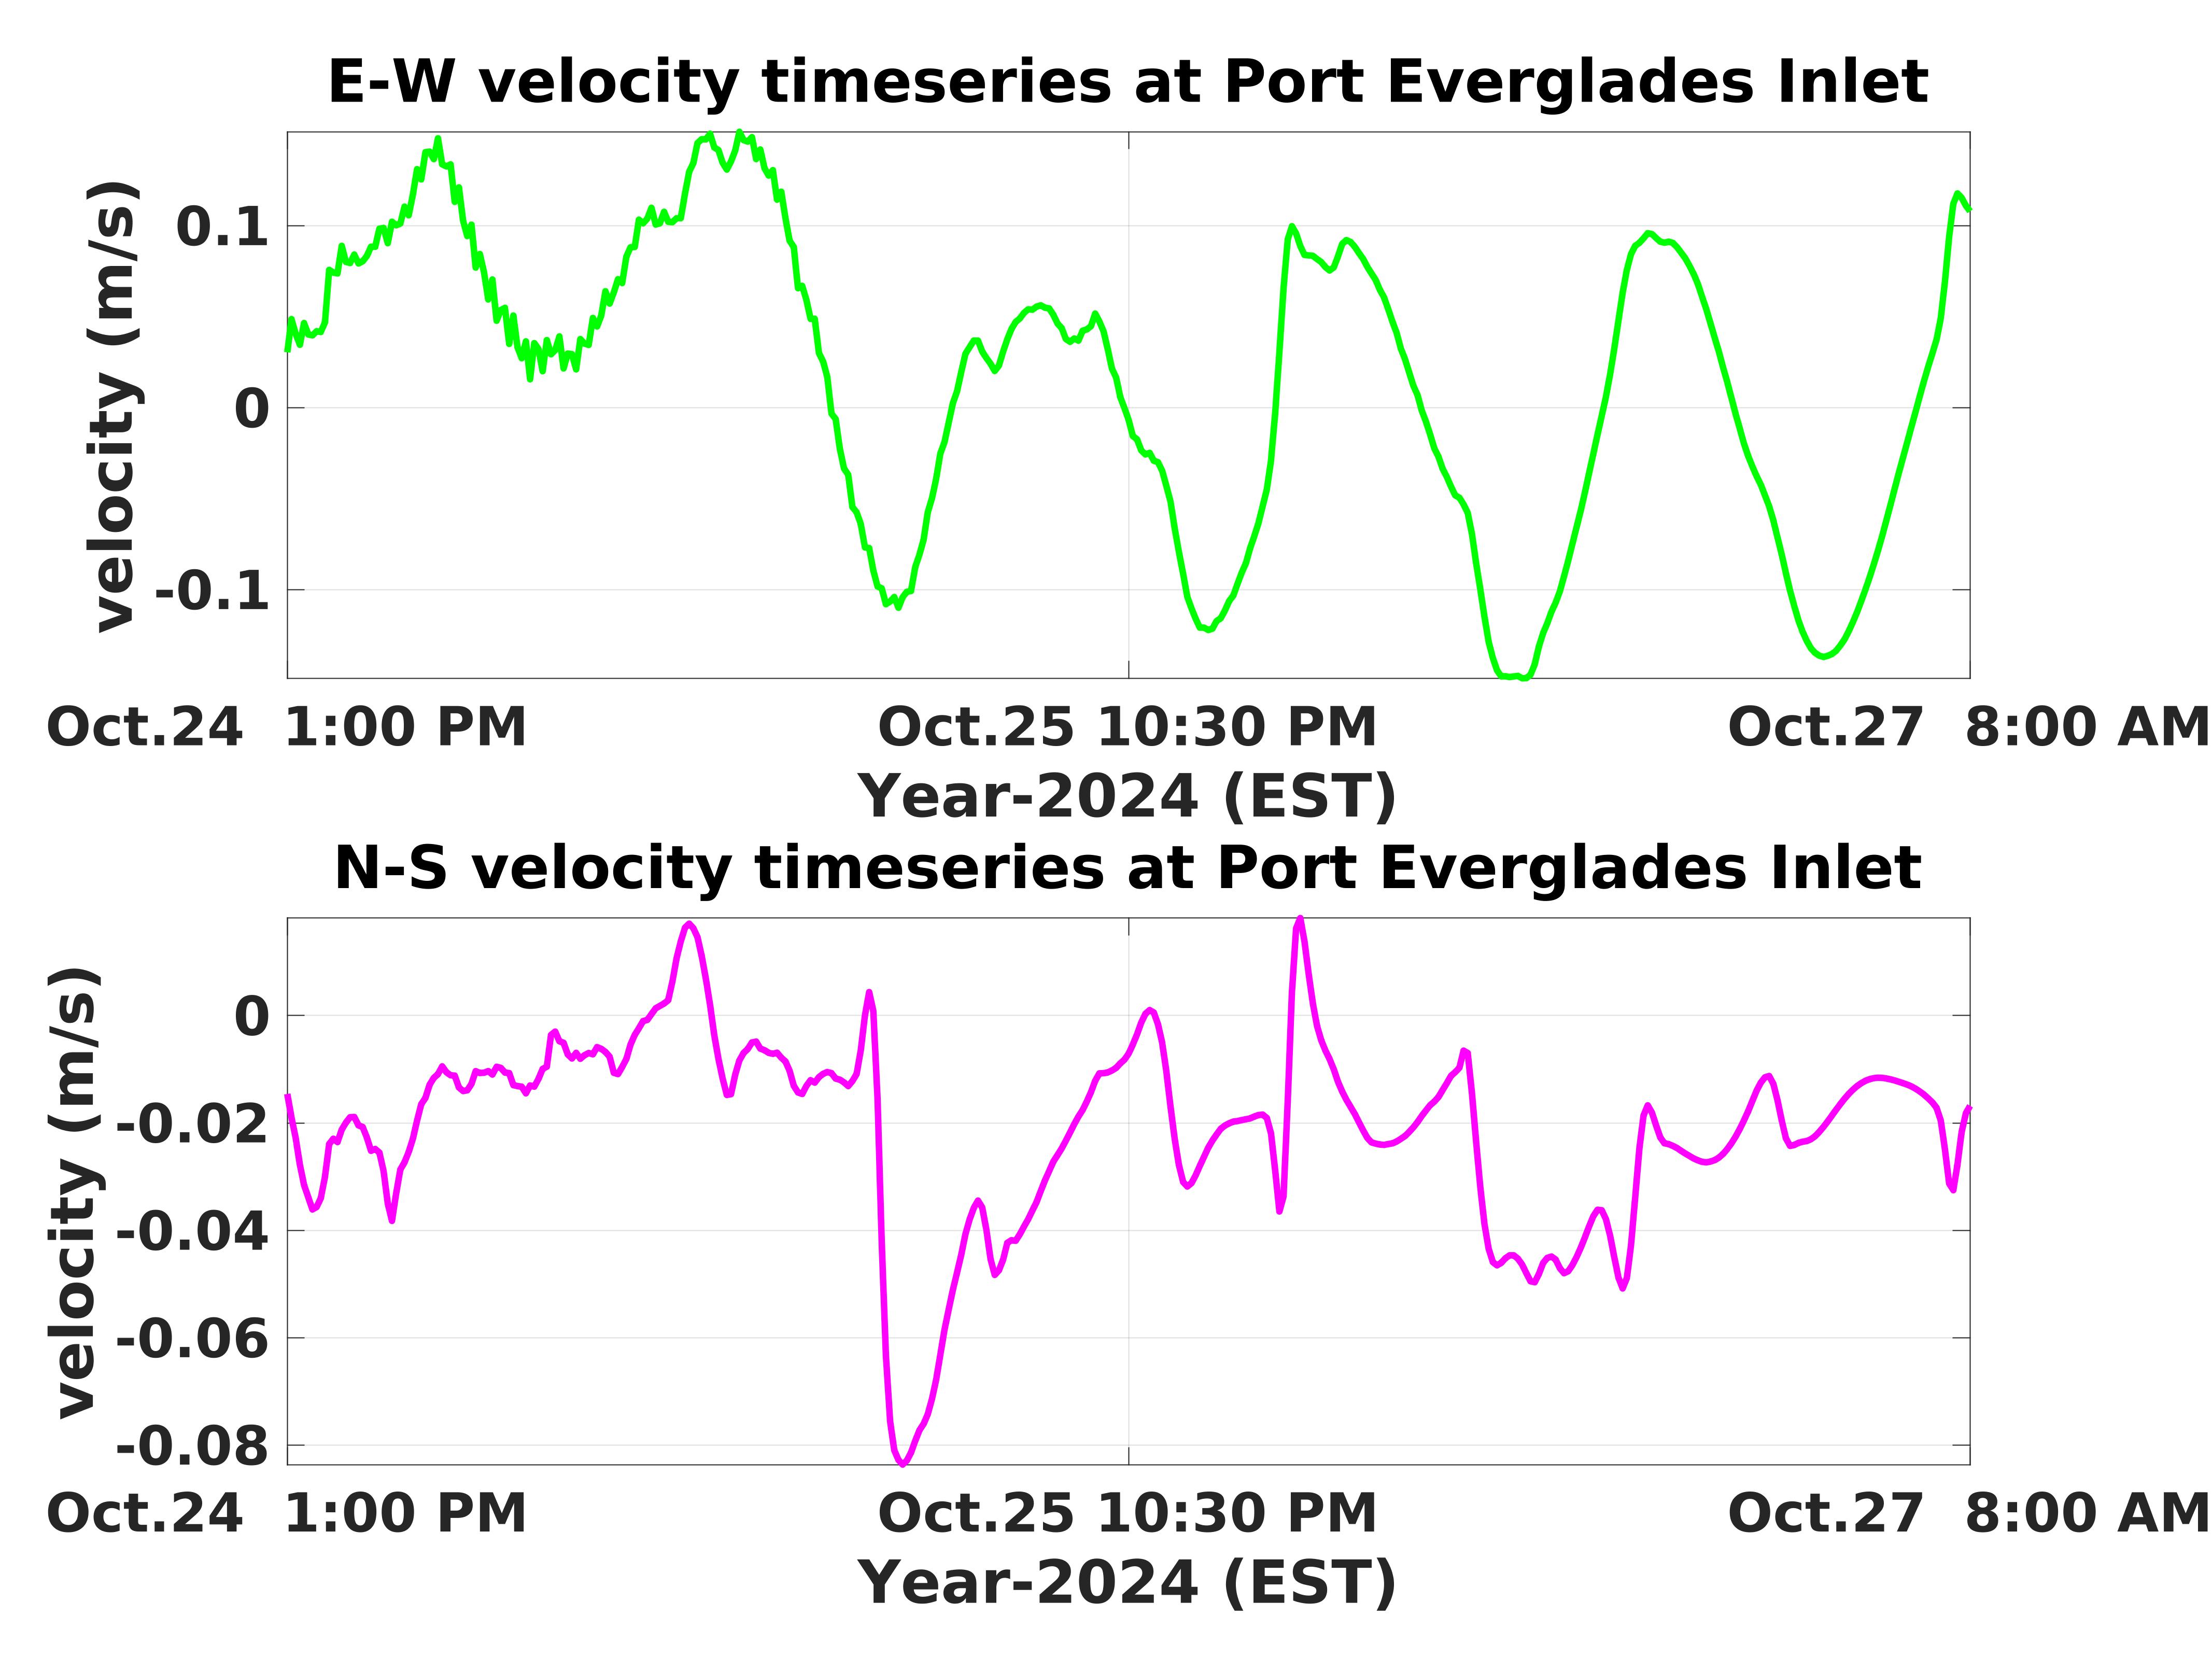 E-W velocity timeseries at Port Everglades Inlet
velocity (m/s)
0.1
0
-0.1
Oct.24 1:00 PM Oct.25 10:30 PM Oct.27 8:00 AM
Year-2024 (EST)
N-S velocity timeseries at Port Everglades Inlet
velocity (m/s)
0
-0.02
-0.04
-0.06
-0.08
Oct.24 1:00 PM Oct.25 10:30 PM Oct.27 8:00 AM
Year-2024 (EST)